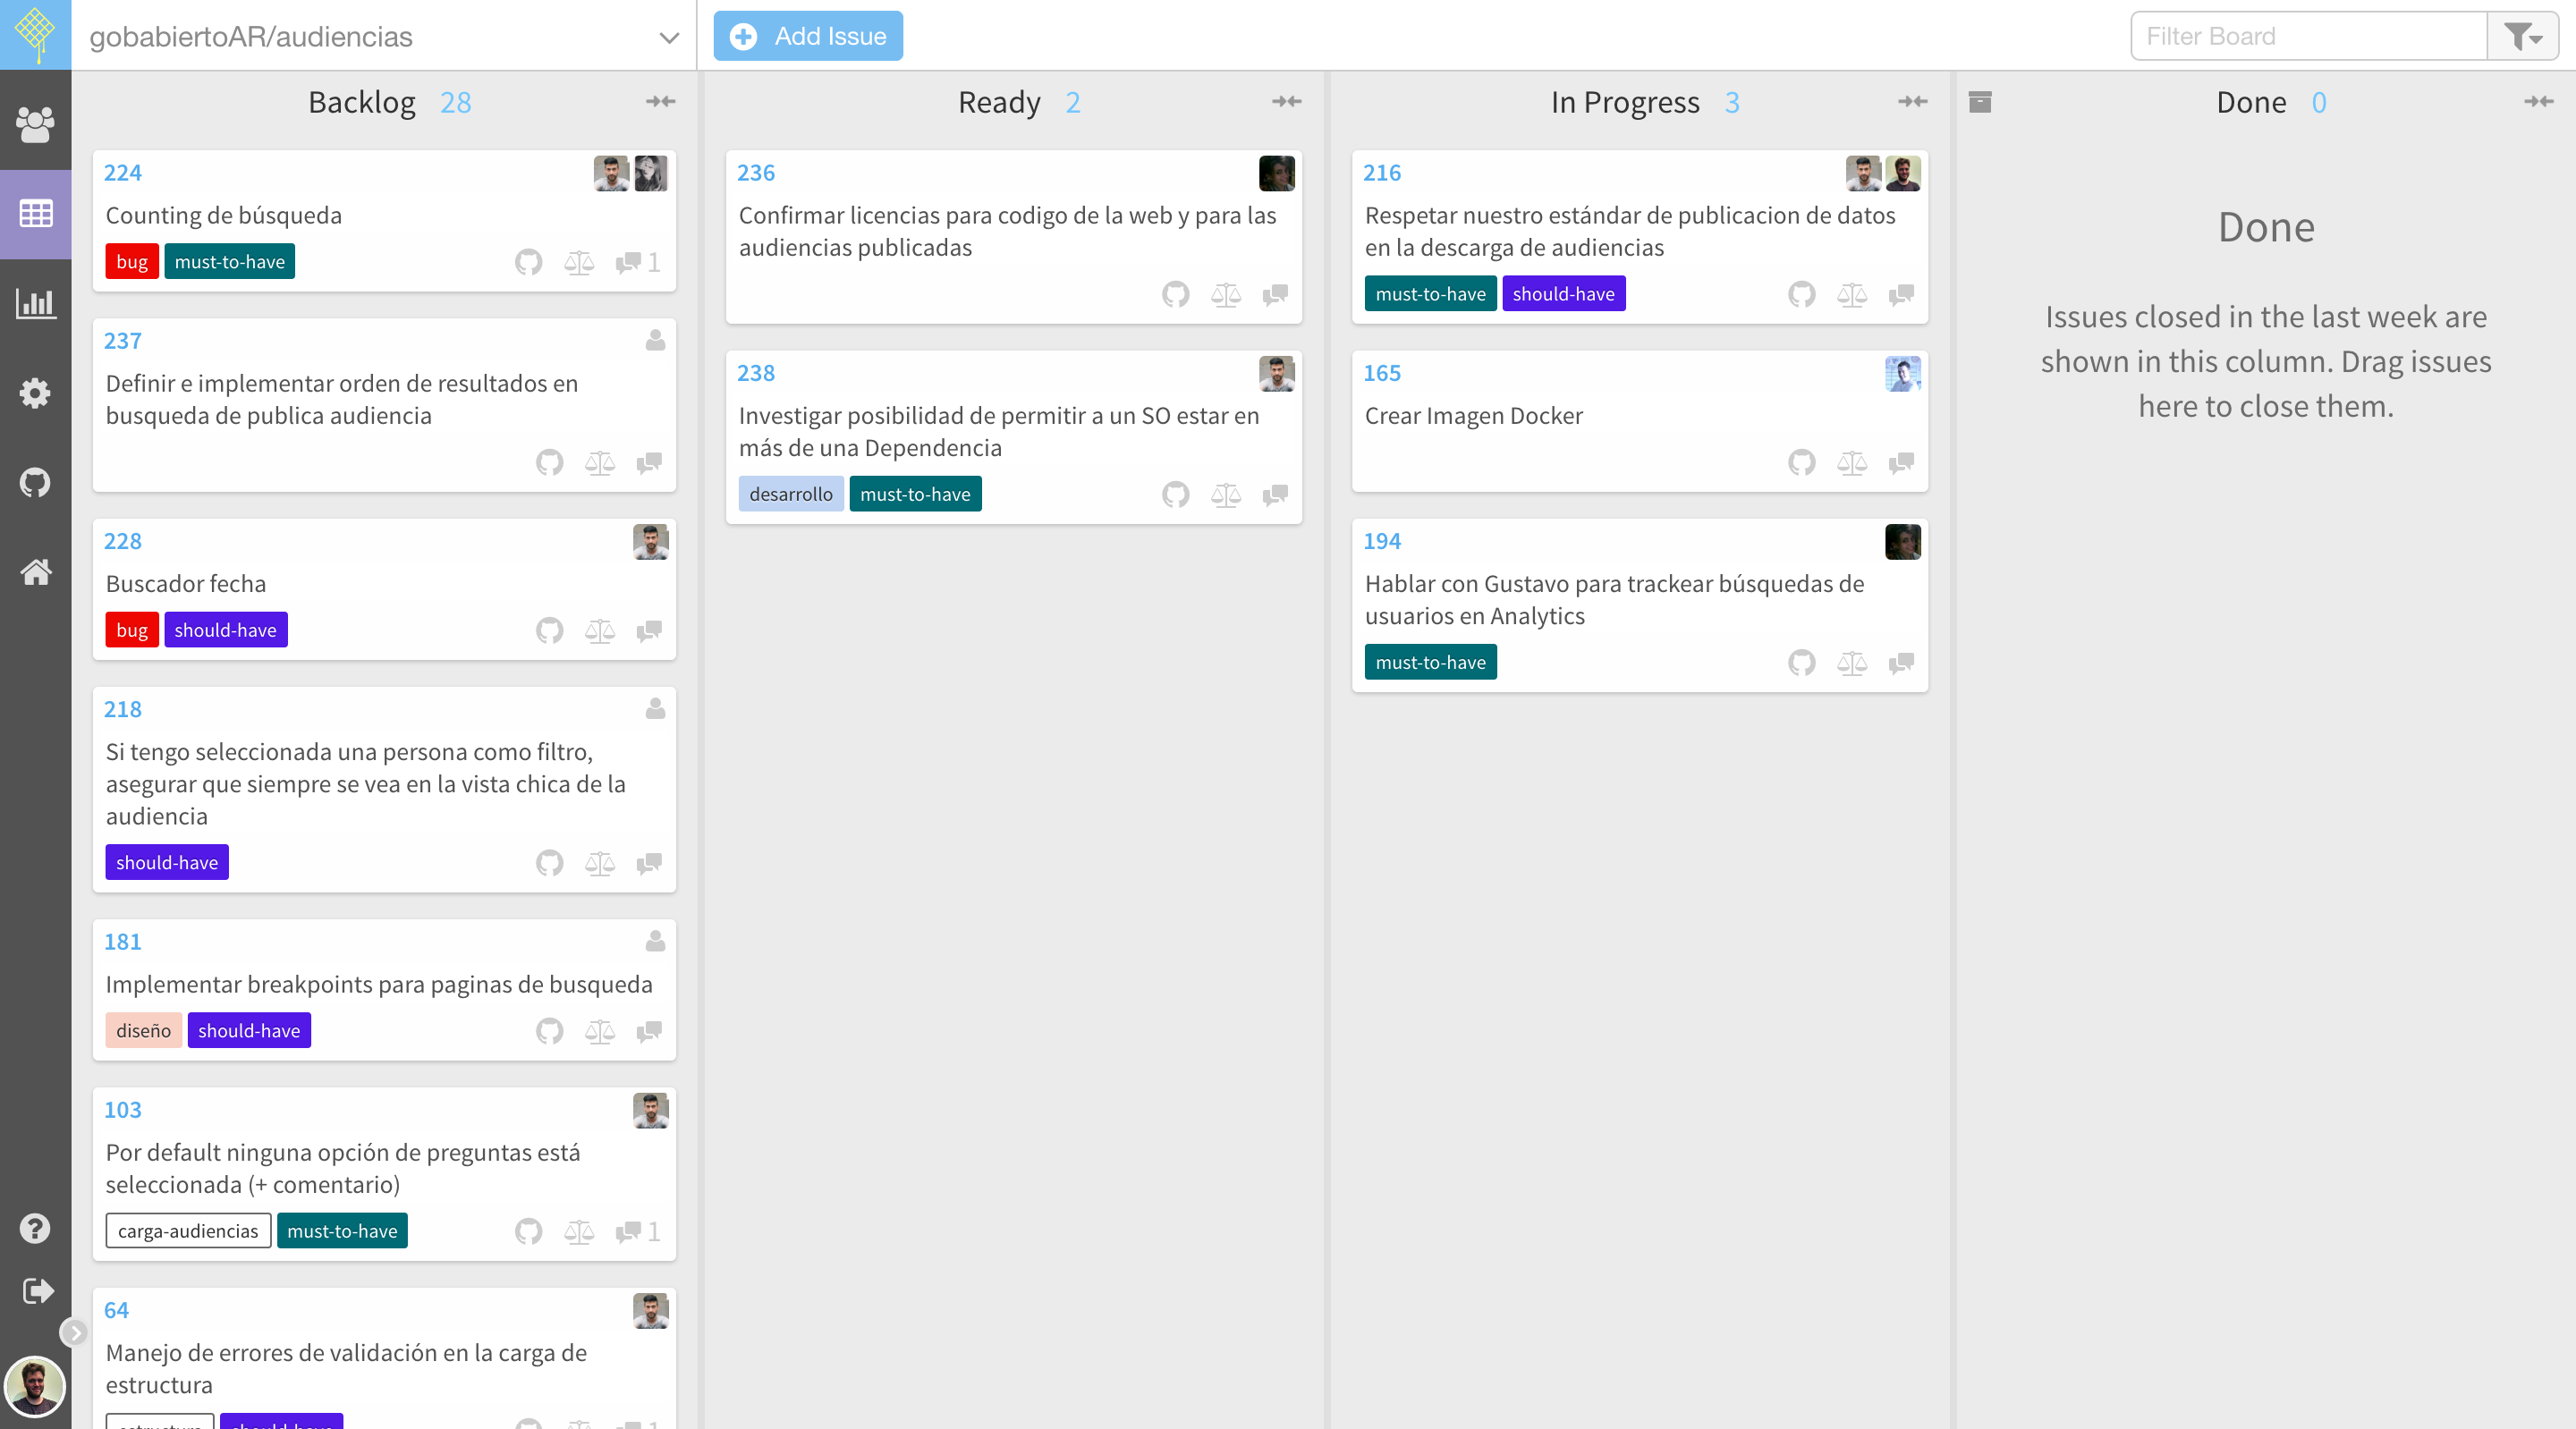 gobabiertoAR/audiencias
Add Issue
Filter Board
Backlog 28
224
Counting de búsqueda
bug must-to-have 1
237
Definir e implementar orden de resultados en
busqueda de publica audiencia
228
Buscador fecha
bug should-have
218
Si tengo seleccionada una persona como filtro,
asegurar que siempre se vea en la vista chica de la
audiencia
should-have
181
Implementar breakpoints para paginas de busqueda
diseño should-have
103
Por default ninguna opción de preguntas está
seleccionada (+ comentario)
carga-audiencias must-to-have 1
64
Manejo de errores de validación en la carga de
estructura
estructura should-have 1
Ready 2
236
Confirmar licencias para codigo de la web y para las
audiencias publicadas
238
Investigar posibilidad de permitir a un SO estar en
más de una Dependencia
desarrollo must-to-have
In Progress 3
216
Respetar nuestro estándar de publicacion de datos
en la descarga de audiencias
must-to-have should-have
165
Crear Imagen Docker
194
Hablar con Gustavo para trackear búsquedas de
usuarios en Analytics
must-to-have
Done 0
Done
Issues closed in the last week are
shown in this column. Drag issues
here to close them.